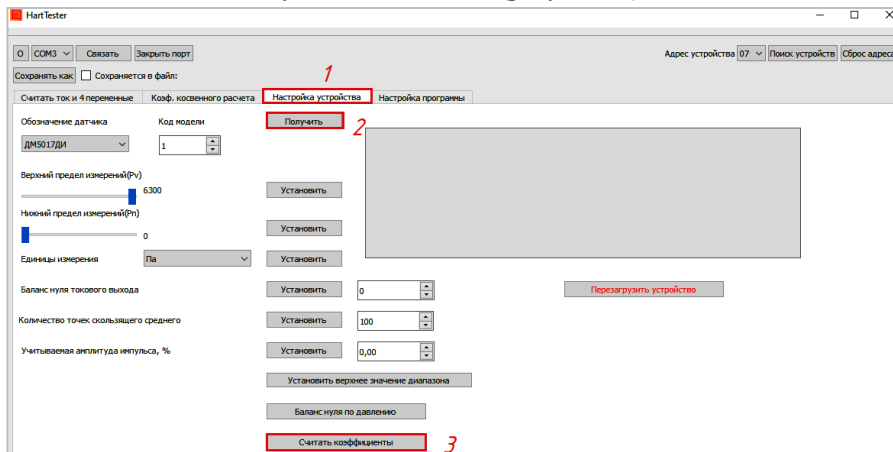 HartTester
O COM3 Связать Закрыть порт Адрес устройства 07 Поиск устройств Сброс адреса
Сохранять как Сохраняется в файл:
1
Считать ток и 4 переменные Коэф. косвенного расчета Настройка устройства Настройка программы
Обозначение датчика Код модели Получить 2
ДМ5017ДИ 1
Верхний предел измерений(Pv)
6300 Установить
Нижний предел измерений(Pn)
0 Установить
Единицы измерения Па Установить
Баланс нуля токового выхода Установить 0 Перезагрузить устройство
Количество точек скользящего среднего Установить 100
Учитываемая амплитуда импульса, % Установить 0,00
Установить верхнее значение диапазона
Баланс нуля по давлению
Считать коэффициенты 3